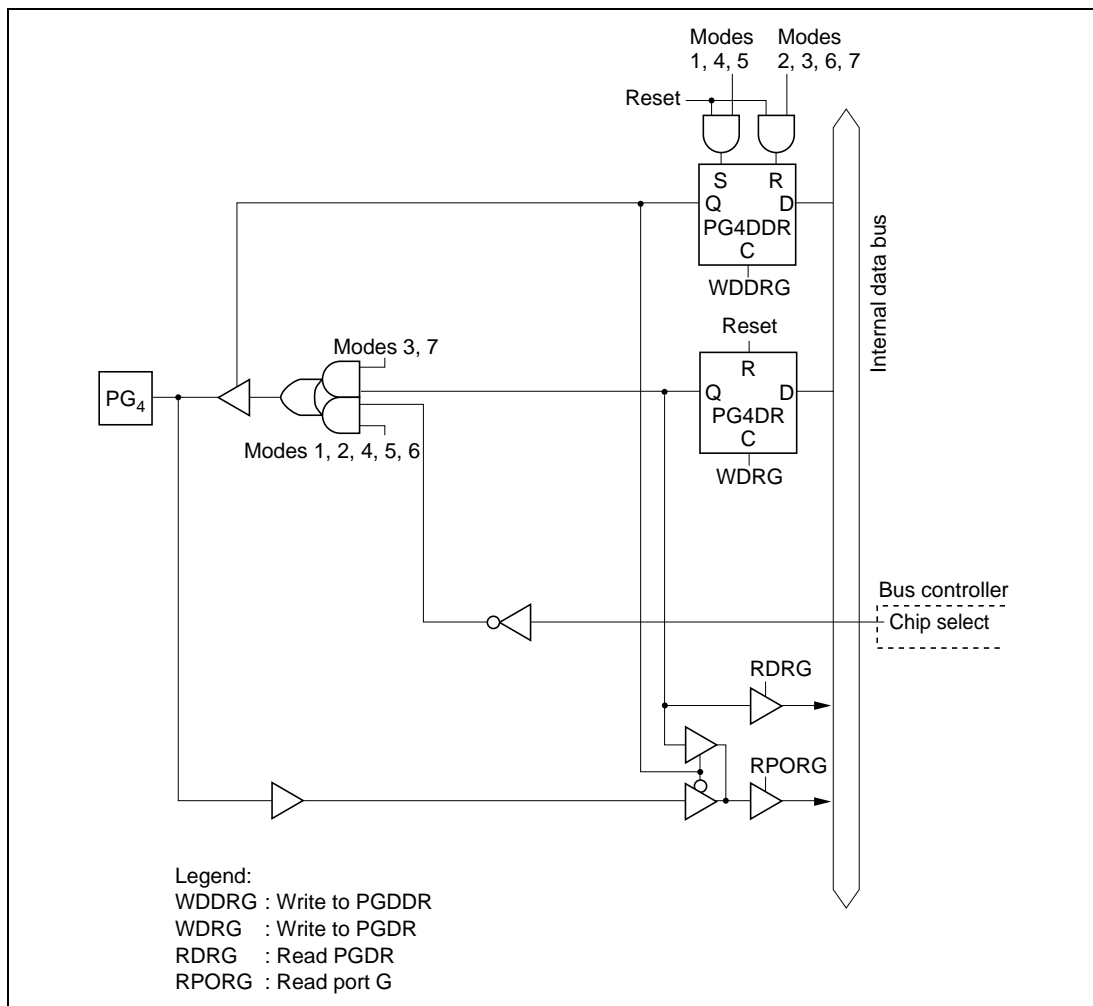 Modes
1, 4, 5
Modes
2, 3, 6, 7
Reset
S R
Q D
PG4DDR
C
WDDRG
Internal data bus
Reset
R
Q D
PG4DR
C
WDRG
Modes 3, 7
PG4
Modes 1, 2, 4, 5, 6
Bus controller
Chip select
RDRG
RPORG
Legend:
WDDRG : Write to PGDDR
WDRG : Write to PGDR
RDRG : Read PGDR
RPORG : Read port G